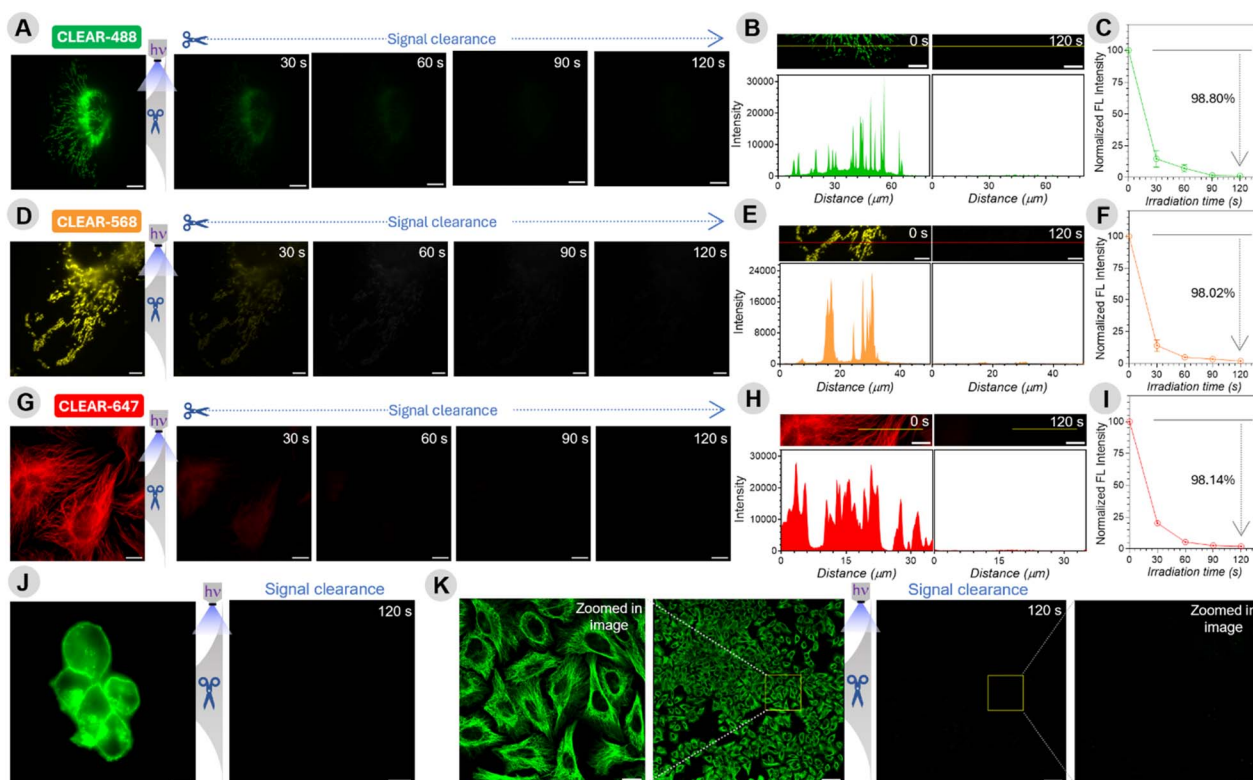 A
CLEAR-488
hν
Signal clearance
30 s
60 s
90 s
120 s
B
0 s
120 s
Intensity
30000
20000
10000
0
0 20 40 60 80
0 30 60
Distance (μm)
Distance (μm)
C
Normalized FL Intensity
100
75
50
25
0
98.80%
0 30 60 90 120
Irradiation time (s)
D
CLEAR-568
hν
Signal clearance
30 s
60 s
90 s
120 s
E
0 s
120 s
Intensity
24000
16000
8000
0
0 20 40
0 20 40
Distance (μm)
Distance (μm)
F
Normalized FL Intensity
100
75
50
25
0
98.02%
0 30 60 90 120
Irradiation time (s)
G
CLEAR-647
hν
Signal clearance
30 s
60 s
90 s
120 s
H
0 s
120 s
Intensity
30000
20000
10000
0
15 30
0 15 30
Distance (μm)
Distance (μm)
I
Normalized FL Intensity
100
75
50
25
0
98.14%
0 30 60 90 120
Irradiation time (s)
J
hν
Signal clearance
120 s
K
Zoomed in
image
hν
Signal clearance
120 s
Zoomed in
image